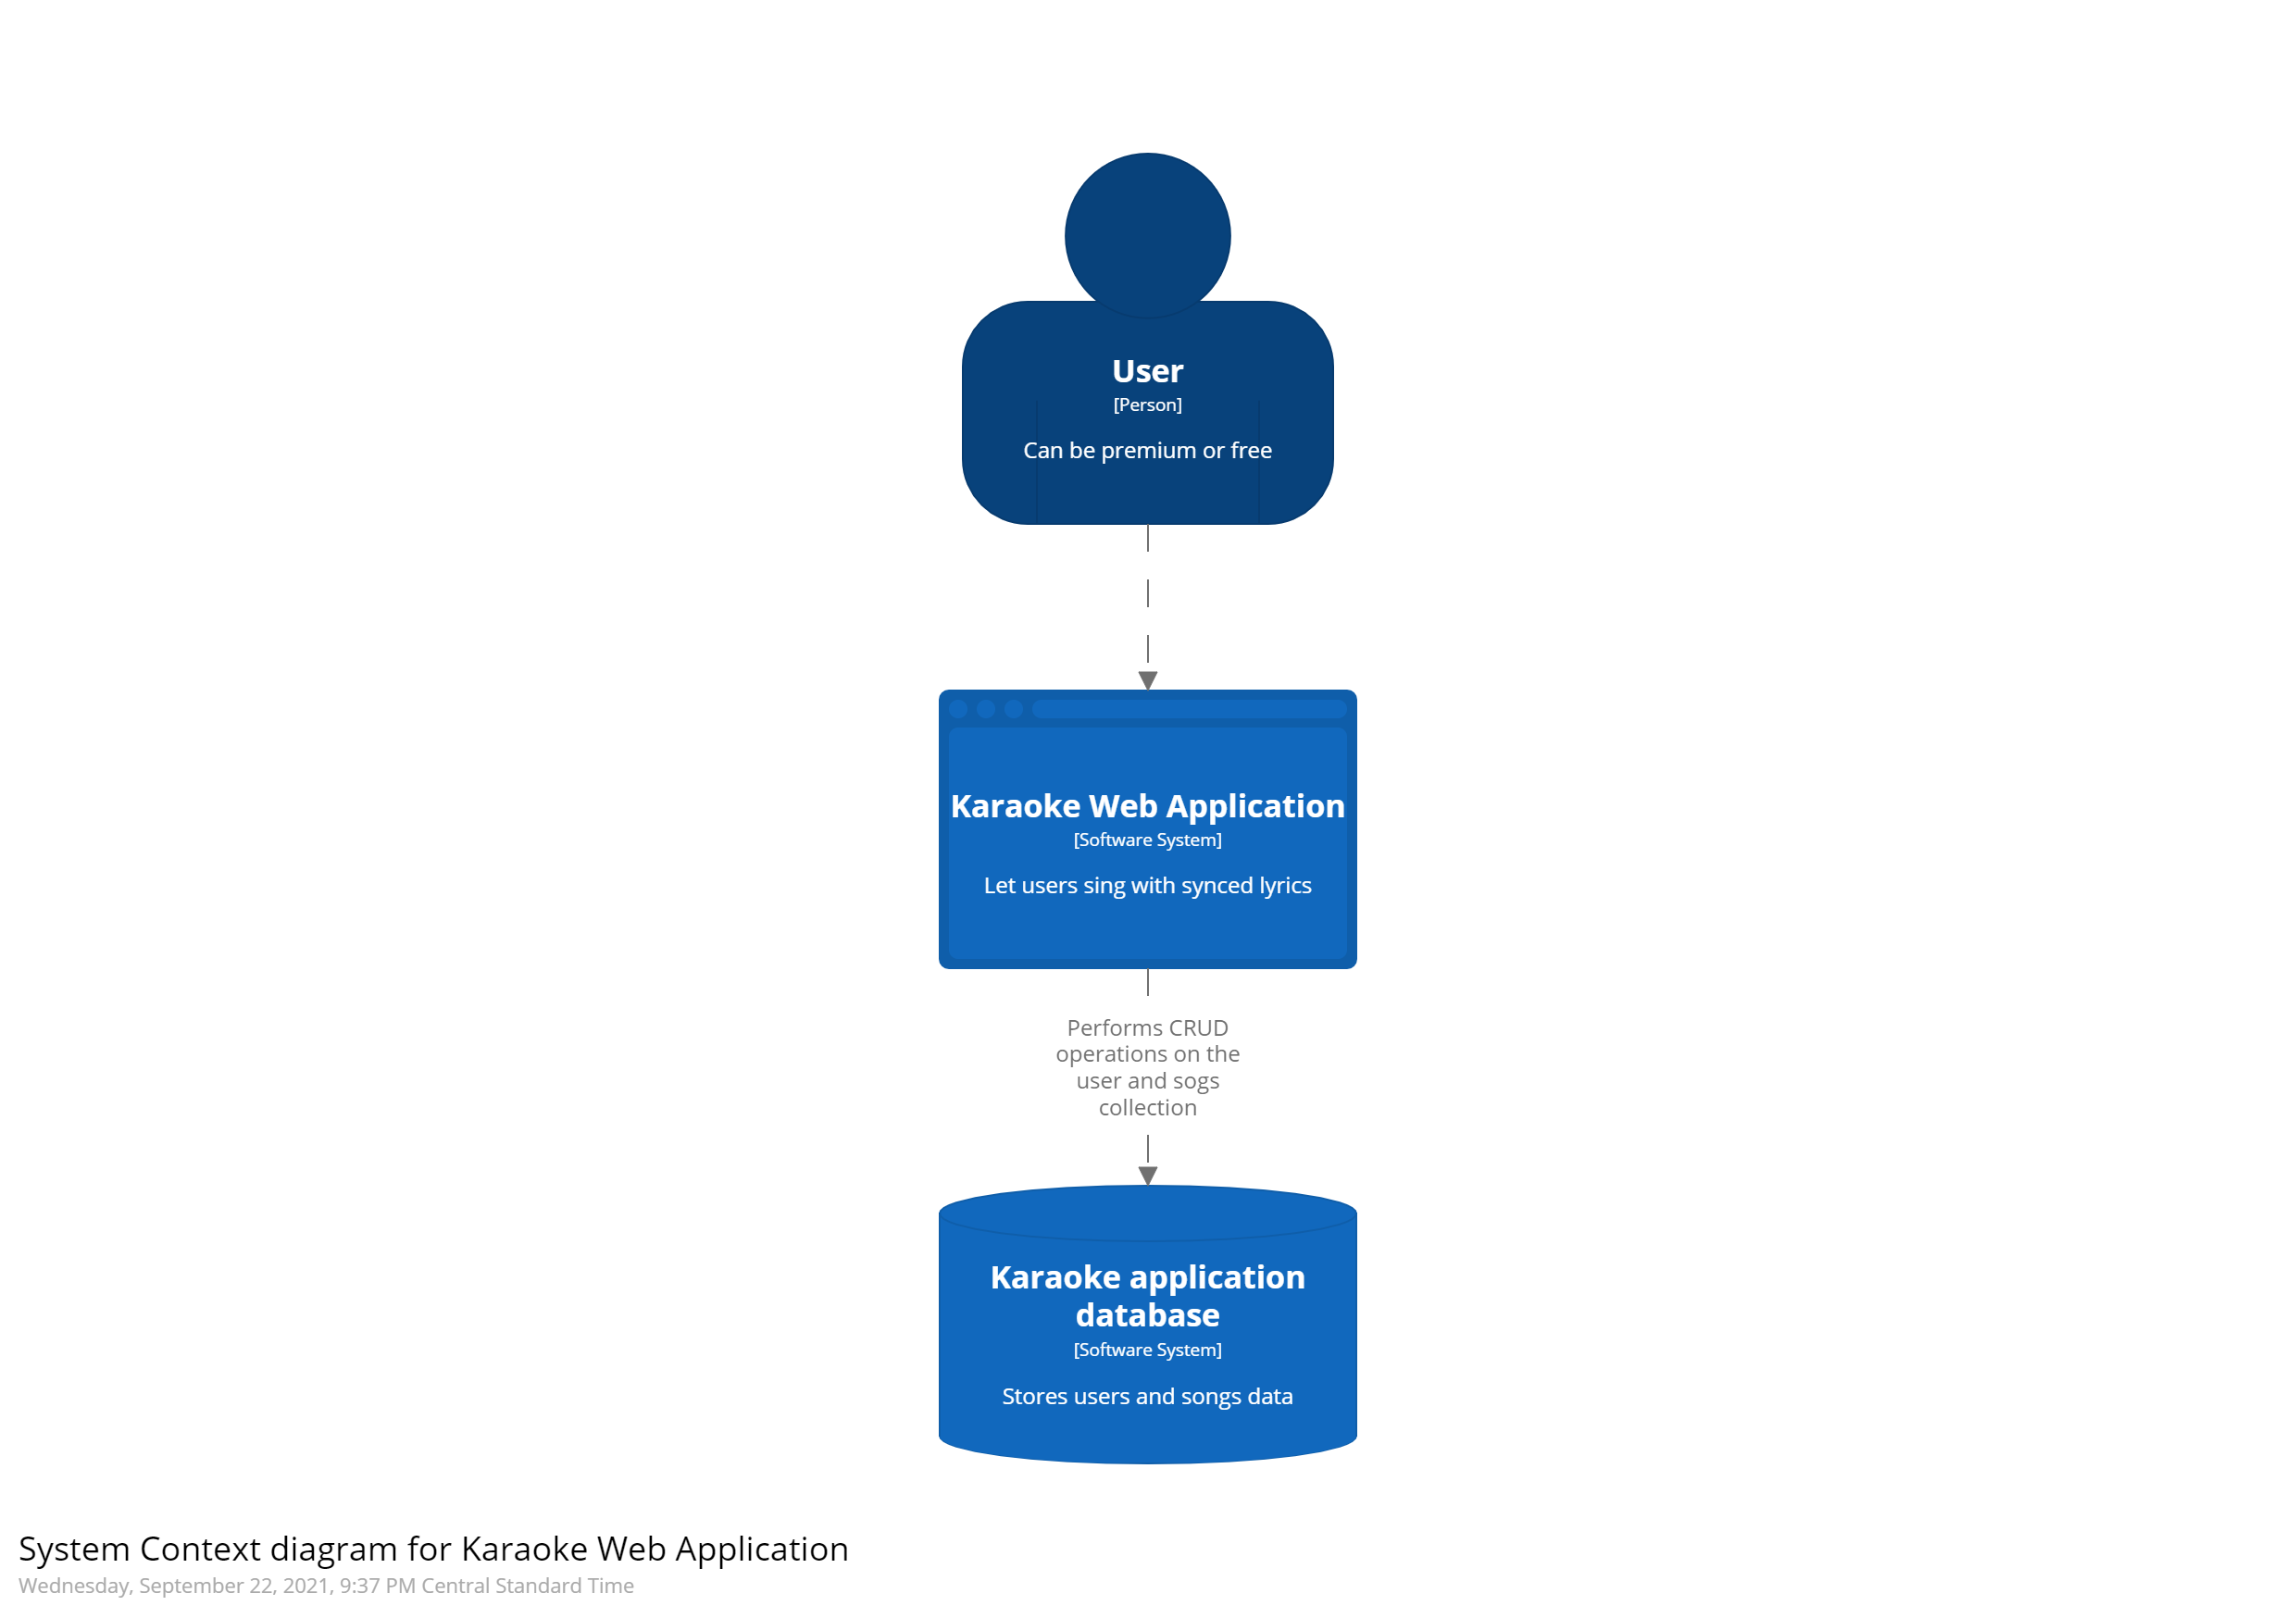 User
[Person]
Can be premium or free
Karaoke Web Application
[Software System]
Let users sing with synced lyrics
Performs CRUD
operations on the
user and sogs
collection
Karaoke application
database
[Software System]
Stores users and songs data
System Context diagram for Karaoke Web Application
Wednesday, September 22, 2021, 9:37 PM Central Standard Time